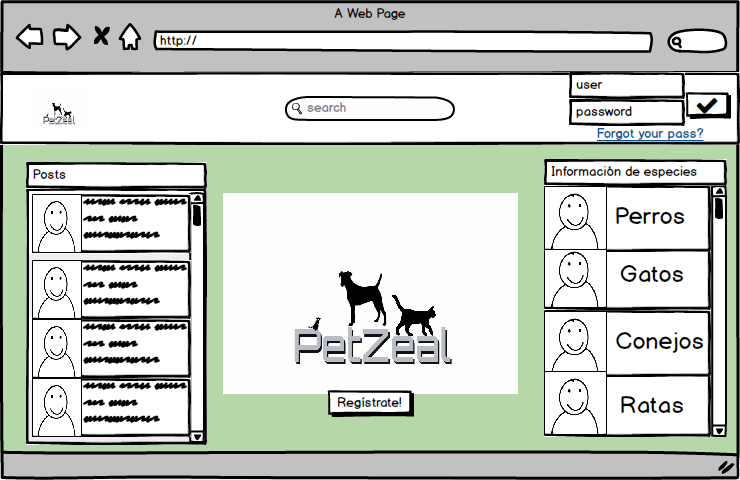 A Web Page
http://
PetZeal
search
user
password
Forgot your pass?
Posts
PetZeal
Regístrate!
Información de especies
Perros
Gatos
Conejos
Ratas